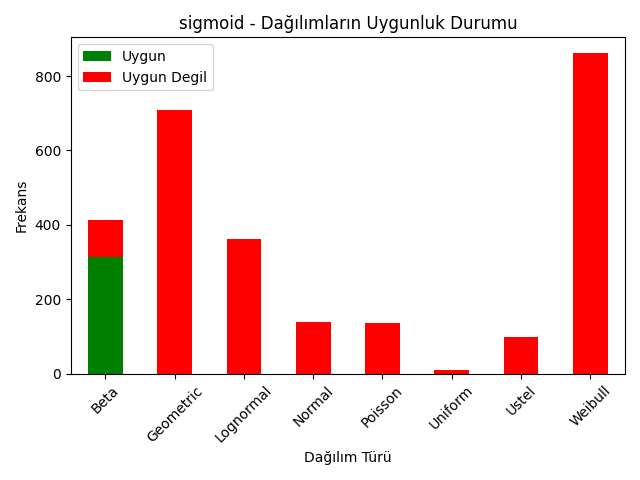 sigmoid - Dağılımların Uygunluk Durumu
Uygun
Uygun Degil
Frekans
800
600
400
200
0
Beta
Geometric
Lognormal
Normal
Poisson
Uniform
Ustel
Weibull
Dağılım Türü